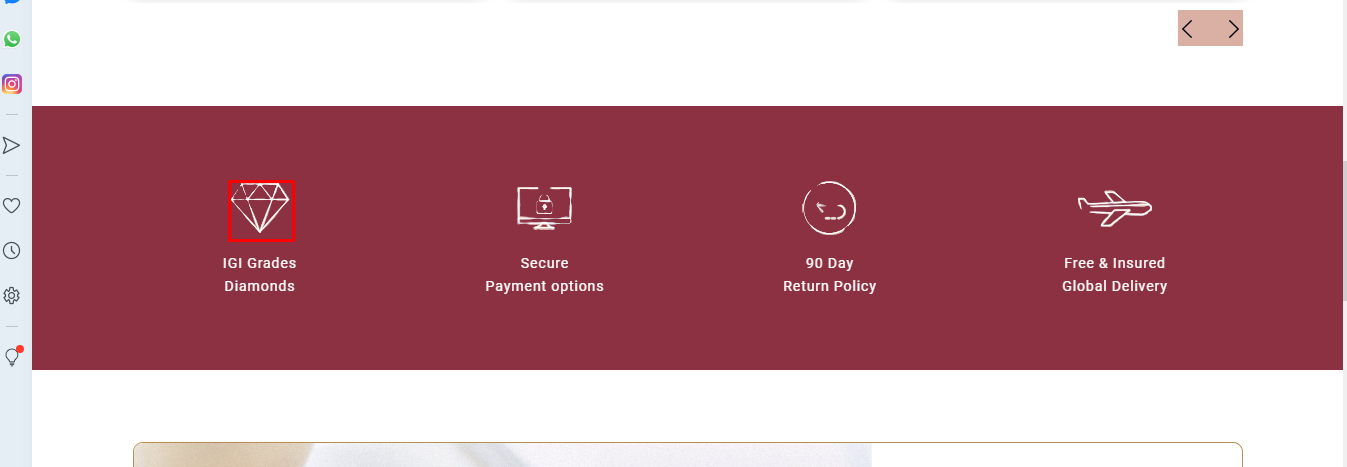 IGI Grades
Diamonds
Secure
Payment options
90 Day
Return Policy
Free & Insured
Global Delivery